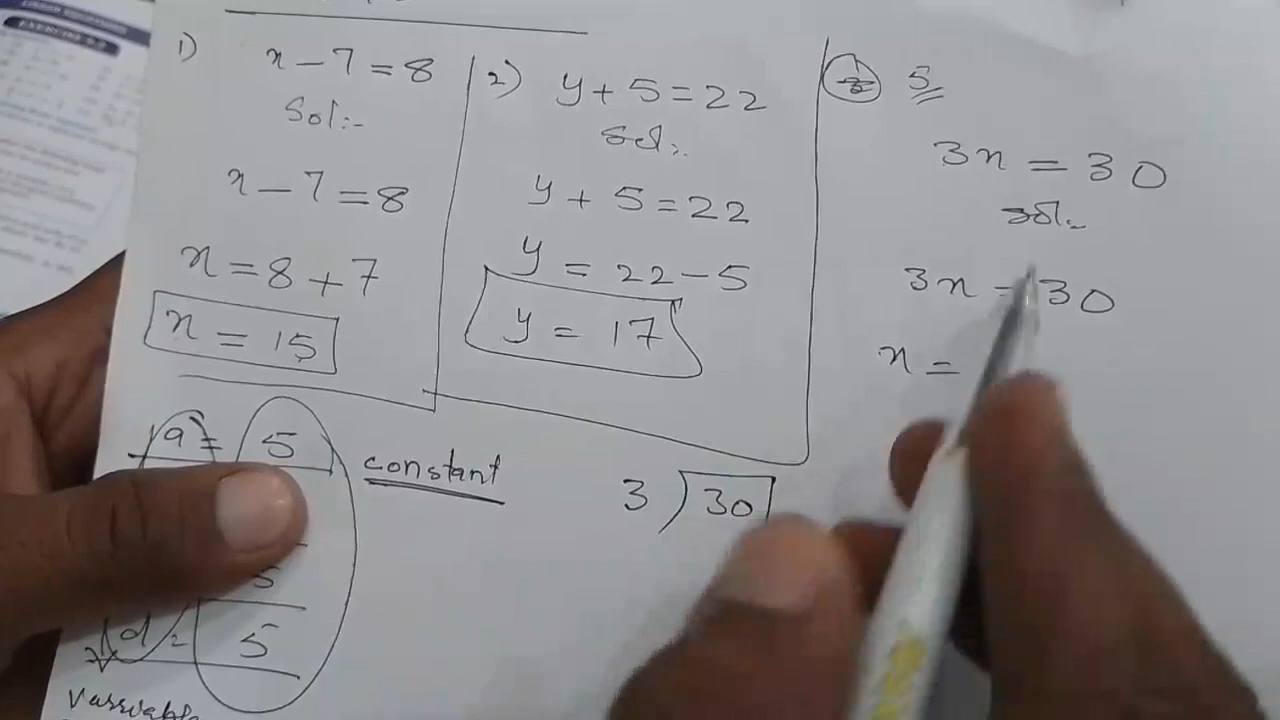 1) x - 7 = 8
Sol:-
x - 7 = 8
x = 8 + 7
x = 15
2) y + 5 = 22
Sol:-
y + 5 = 22
y = 22 - 5
y = 17
5
3x = 30
Sol:-
3x = 30
x =
a = 5
5
d = 5
constant
3 ) 30